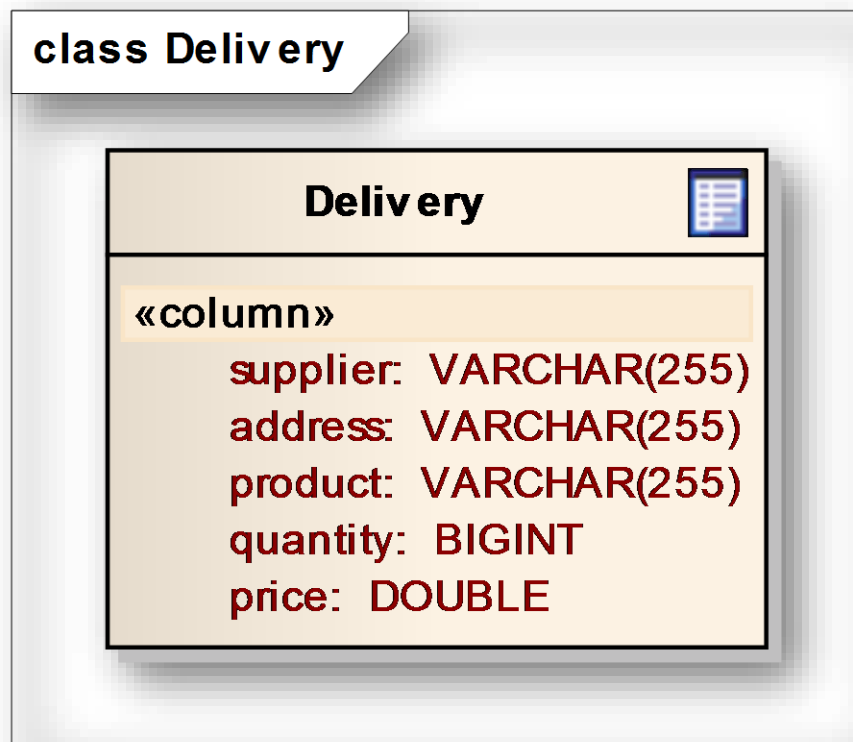 class Delivery
Delivery
«column»
supplier: VARCHAR(255)
address: VARCHAR(255)
product: VARCHAR(255)
quantity: BIGINT
price: DOUBLE